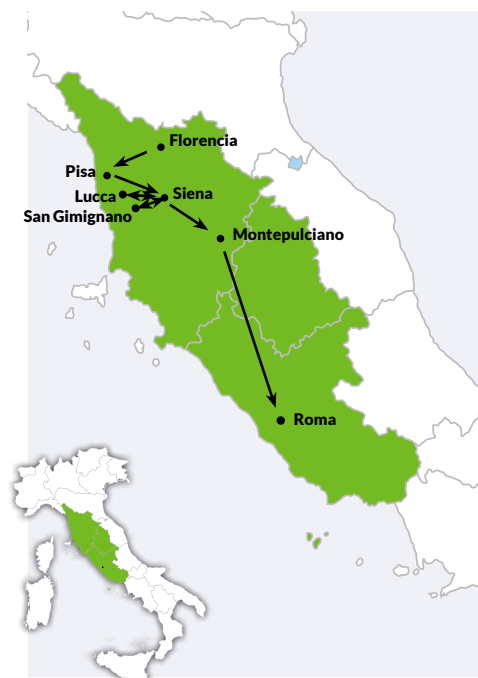 Florencia
Pisa
Lucca
Siena
San Gimignano
Montepulciano
Roma